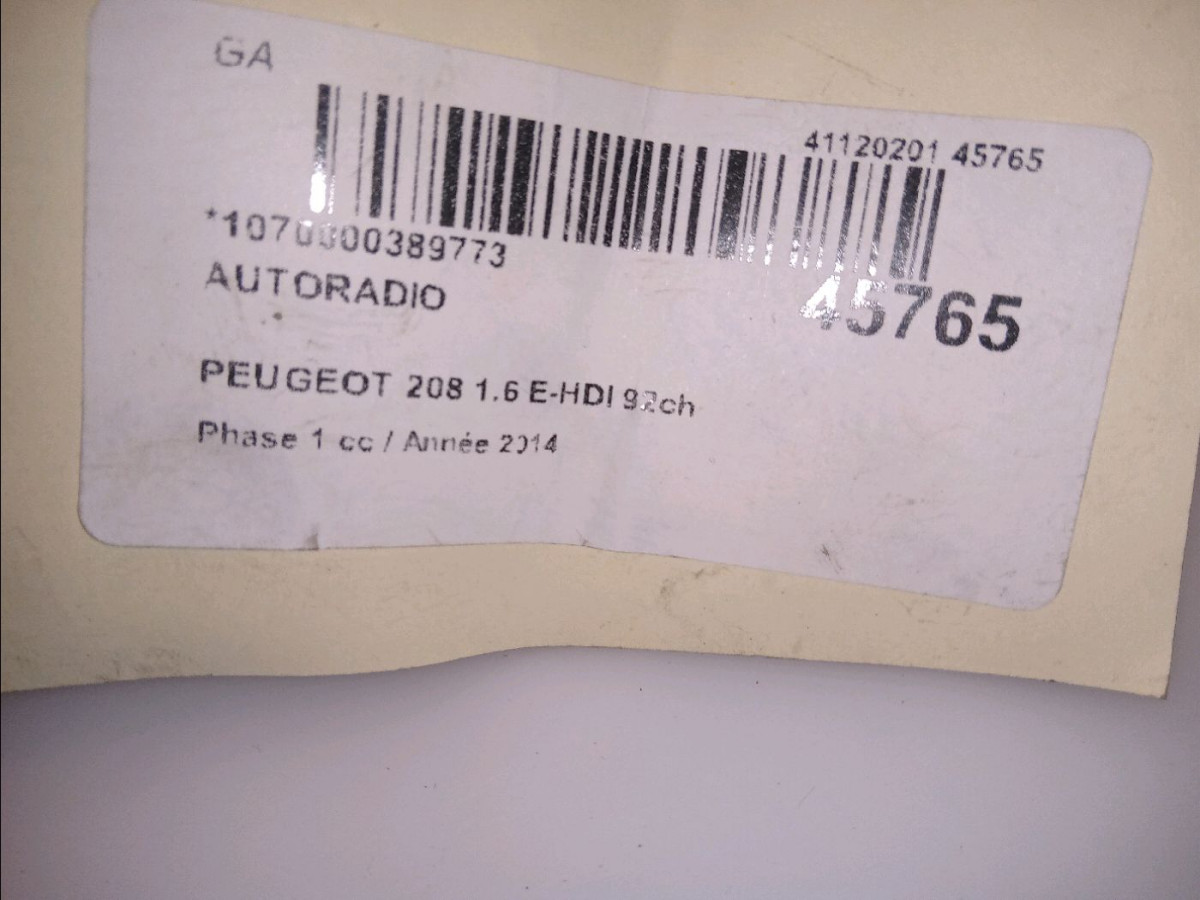 GA
41120201 45765
*1070000389773
AUTORADIO
45765
PEUGEOT 208 1.6 E-HDI 92ch
Phase 1 cc / Année 2014